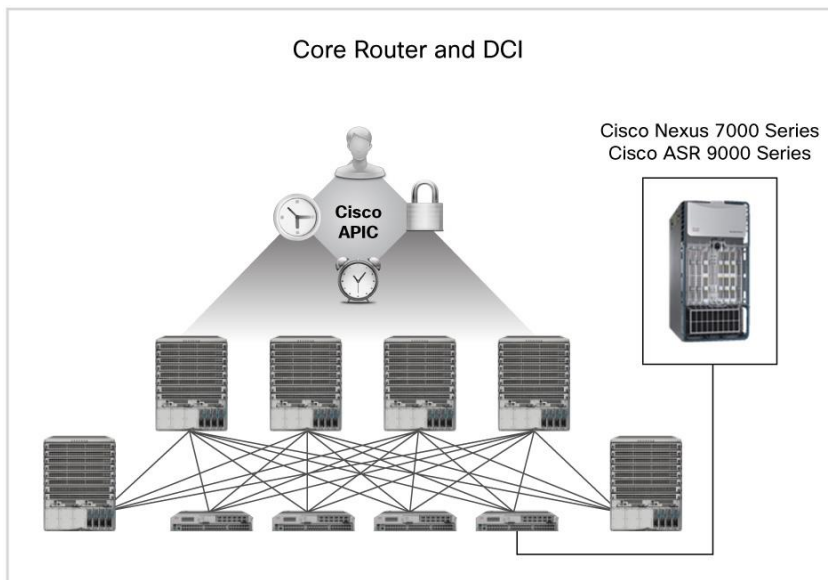 Core Router and DCI
Cisco Nexus 7000 Series
Cisco ASR 9000 Series
Cisco
APIC